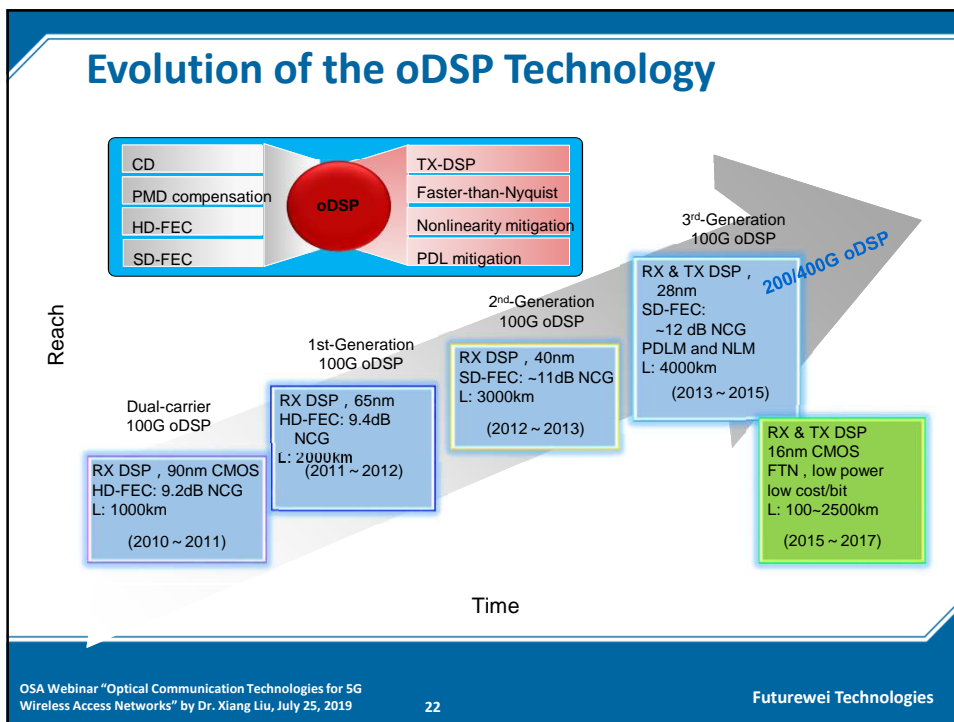 Evolution of the oDSP Technology
CD
PMD compensation
HD-FEC
SD-FEC
oDSP
TX-DSP
Faster-than-Nyquist
Nonlinearity mitigation
PDL mitigation
Reach
Dual-carrier
100G oDSP
RX DSP , 90nm CMOS
HD-FEC: 9.2dB NCG
L: 1000km
(2010～2011)
1st-Generation
100G oDSP
RX DSP , 65nm
HD-FEC: 9.4dB
NCG
L: 2000km
(2011～2012)
2nd-Generation
100G oDSP
RX DSP , 40nm
SD-FEC: ~11dB NCG
L: 3000km
(2012～2013)
3rd-Generation
100G oDSP
RX & TX DSP ,
28nm
SD-FEC:
~12 dB NCG
PDLM and NLM
L: 4000km
(2013～2015)
200/400G oDSP
RX & TX DSP
16nm CMOS
FTN , low power
low cost/bit
L: 100~2500km
(2015～2017)
Time
OSA Webinar “Optical Communication Technologies for 5G
Wireless Access Networks” by Dr. Xiang Liu, July 25, 2019
22
Futurewei Technologies